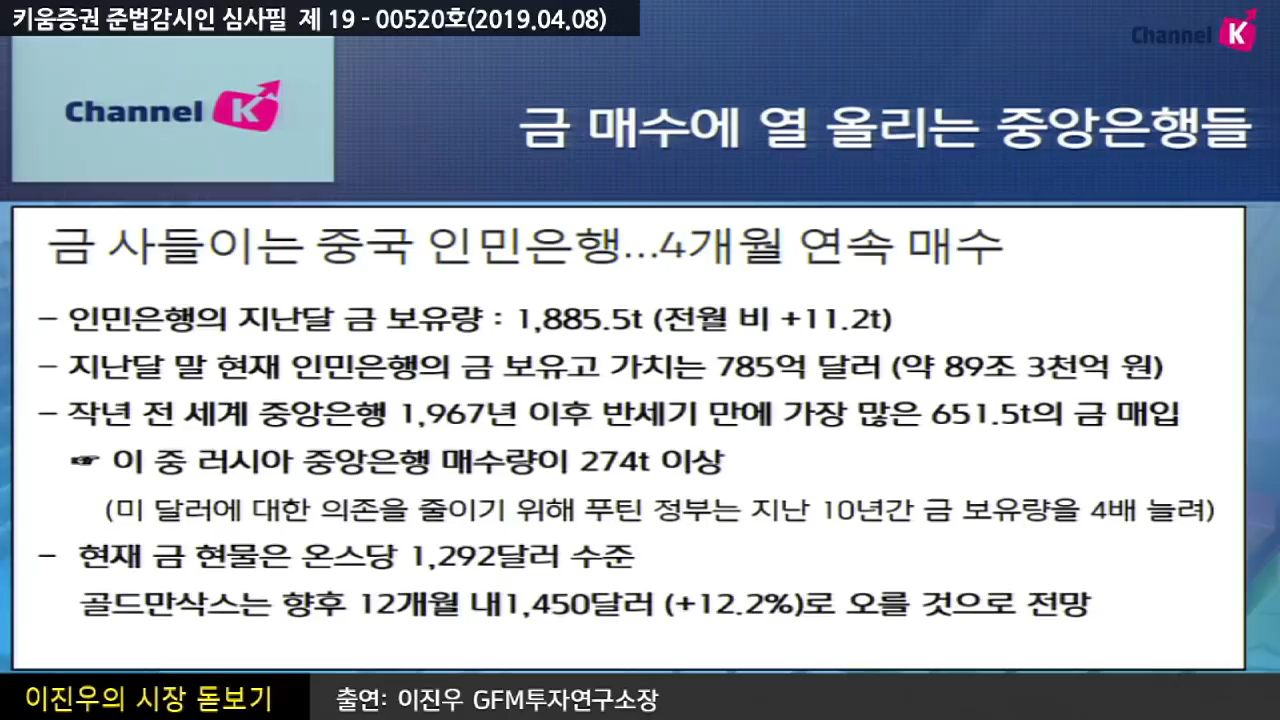 키움증권 준법감시인 심사필 제 19 - 00520호(2019.04.08)
Channel K
Channel K
금 매수에 열 올리는 중앙은행들
금 사들이는 중국 인민은행...4개월 연속 매수
- 인민은행의 지난달 금 보유량 : 1,885.5t (전월 비 +11.2t)
- 지난달 말 현재 인민은행의 금 보유고 가치는 785억 달러 (약 89조 3천억 원)
- 작년 전 세계 중앙은행 1,967년 이후 반세기 만에 가장 많은 651.5t의 금 매입
☞ 이 중 러시아 중앙은행 매수량이 274t 이상
(미 달러에 대한 의존을 줄이기 위해 푸틴 정부는 지난 10년간 금 보유량을 4배 늘려)
- 현재 금 현물은 온스당 1,292달러 수준
골드만삭스는 향후 12개월 내1,450달러 (+12.2%)로 오를 것으로 전망
이진우의 시장 돋보기
출연: 이진우 GFM투자연구소장